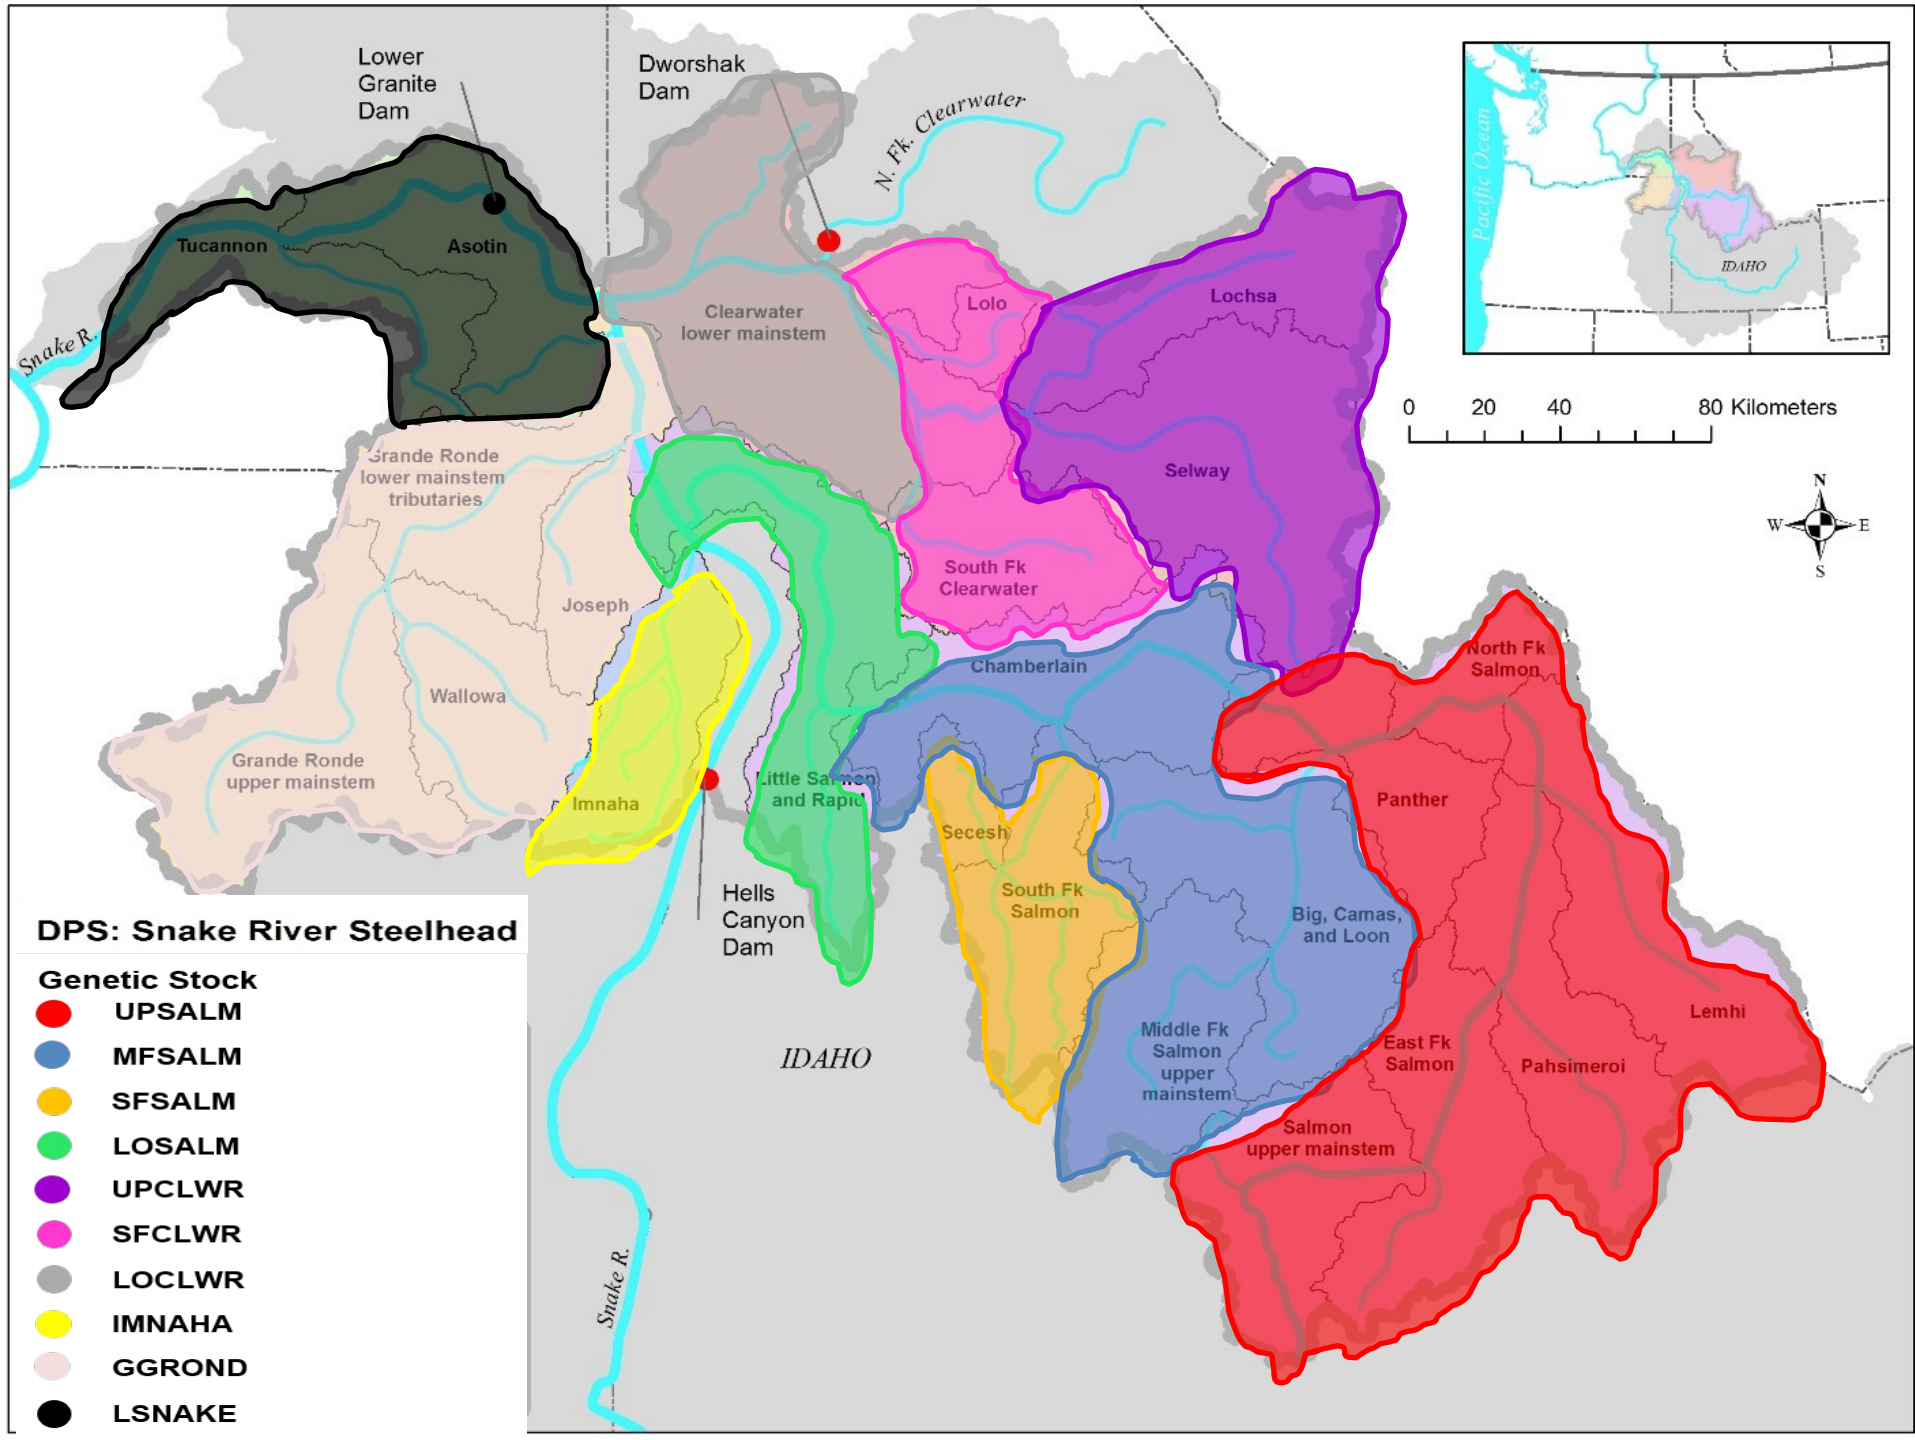 Lower
Granite
Dam
Dworshak
Dam
N. Fk. Clearwater
Pacific Ocean
IDAHO
Tucannon
Asotin
Snake R.
Clearwater
lower mainstem
Lolo
Lochsa
0 20 40 80 Kilometers
Grande Ronde
lower mainstem
tributaries
Selway
N
W E
S
Joseph
South Fk
Clearwater
Wallowa
Chamberlain
North Fk
Salmon
Grande Ronde
upper mainstem
Imnaha
Little Salmon
and Rapid
Panther
Secesh
South Fk
Salmon
Big, Camas,
and Loon
Hells
Canyon
Dam
Middle Fk
Salmon
upper
mainstem
East Fk
Salmon
Pahsimeroi
Lemhi
IDAHO
Salmon
upper mainstem
Snake R.
DPS: Snake River Steelhead
Genetic Stock
UPSALM
MFSALM
SFSALM
LOSALM
UPCLWR
SFCLWR
LOCLWR
IMNAHA
GGROND
LSNAKE